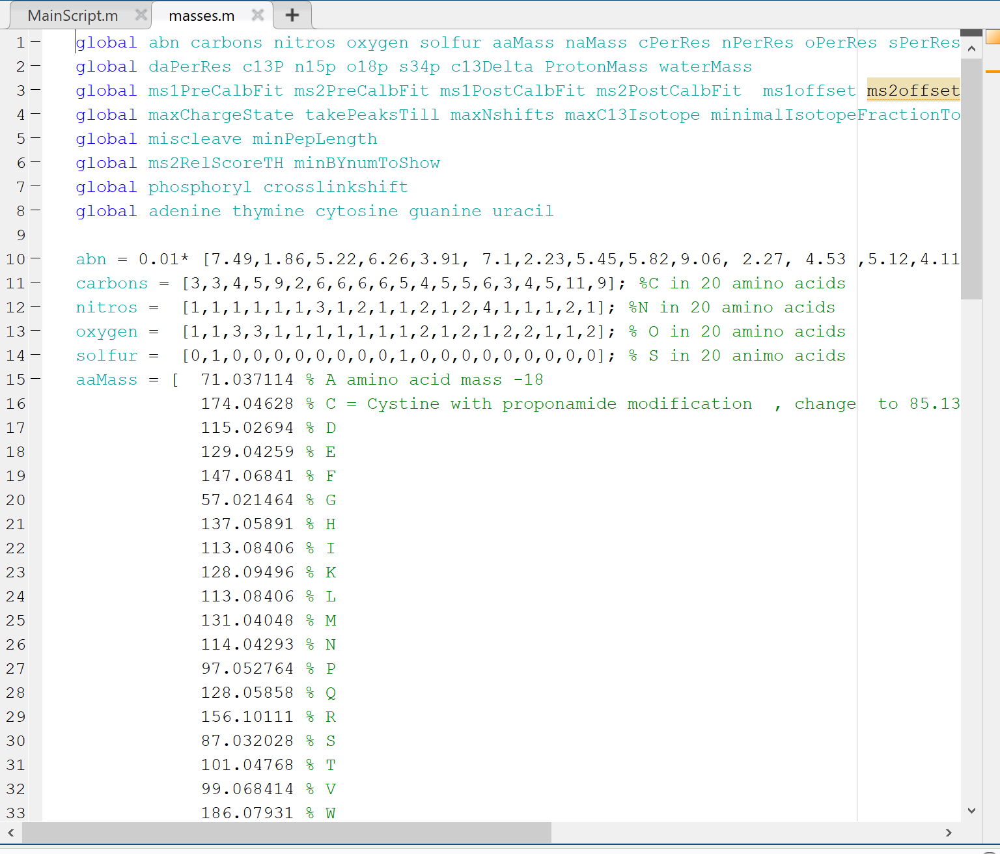 MainScript.m
masses.m
1 global abn carbons nitros oxygen solfur aaMass naMass cPerRes nPerRes oPerRes sPerRes
2 global daPerRes c13P n15p o18p s34p c13Delta ProtonMass waterMass
3 global ms1PreCalbFit ms2PreCalbFit ms1PostCalbFit ms2PostCalbFit  ms1offset ms2offset
4 global maxChargeState takePeaksTill maxNshifts maxC13Isotope minimalIsotopeFractionTo
5 global miscleave minPepLength
6 global ms2RelScoreTH minBYnumToShow
7 global phosphoryl crosslinkshift
8 global adenine thymine cytosine guanine uracil
9
10 abn = 0.01* [7.49,1.86,5.22,6.26,3.91, 7.1,2.23,5.45,5.82,9.06, 2.27, 4.53 ,5.12,4.11
11 carbons = [3,3,4,5,9,2,6,6,6,6,5,4,5,5,6,3,4,5,11,9]; %C in 20 amino acids
12 nitros =  [1,1,1,1,1,1,3,1,2,1,1,2,1,2,4,1,1,1,2,1]; %N in 20 amino acids
13 oxygen =  [1,1,3,3,1,1,1,1,1,1,1,2,1,2,1,2,2,1,1,2]; % O in 20 amino acids
14 solfur =  [0,1,0,0,0,0,0,0,0,0,1,0,0,0,0,0,0,0,0,0]; % S in 20 animo acids
15 aaMass = [  71.037114 % A amino acid mass -18
16 174.04628 % C = Cystine with proponamide modification  , change  to 85.13
17 115.02694 % D
18 129.04259 % E
19 147.06841 % F
20 57.021464 % G
21 137.05891 % H
22 113.08406 % I
23 128.09496 % K
24 113.08406 % L
25 131.04048 % M
26 114.04293 % N
27 97.052764 % P
28 128.05858 % Q
29 156.10111 % R
30 87.032028 % S
31 101.04768 % T
32 99.068414 % V
33 186.07931 % W